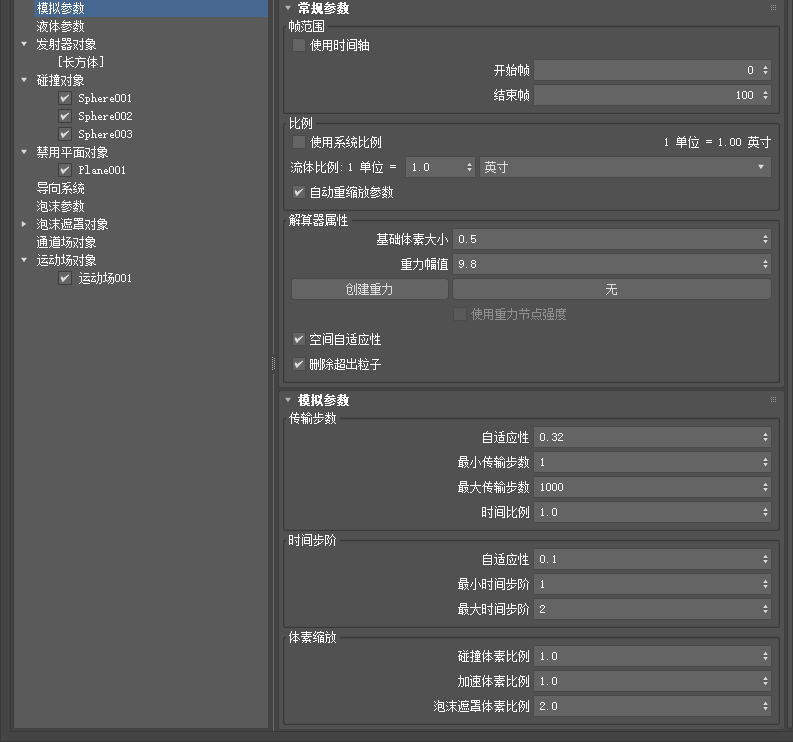 模拟参数
液体参数
发射器对象
[长方体]
碰撞对象
Sphere001
Sphere002
Sphere003
禁用平面对象
Plane001
导向系统
泡沫参数
泡沫遮罩对象
通道场对象
运动场对象
运动场001
常规参数
帧范围
使用时间轴
开始帧 0
结束帧 100
比例
使用系统比例 1 单位 = 1.00 英寸
流体比例: 1 单位 = 1.0 英寸
自动重缩放参数
解算器属性
基础体素大小 0.5
重力幅值 9.8
创建重力 无
使用重力节点强度
空间自适应性
删除超出粒子
模拟参数
传输步数
自适应性 0.32
最小传输步数 1
最大传输步数 1000
时间比例 1.0
时间步阶
自适应性 0.1
最小时间步阶 1
最大时间步阶 2
体素缩放
碰撞体素比例 1.0
加速体素比例 1.0
泡沫遮罩体素比例 2.0